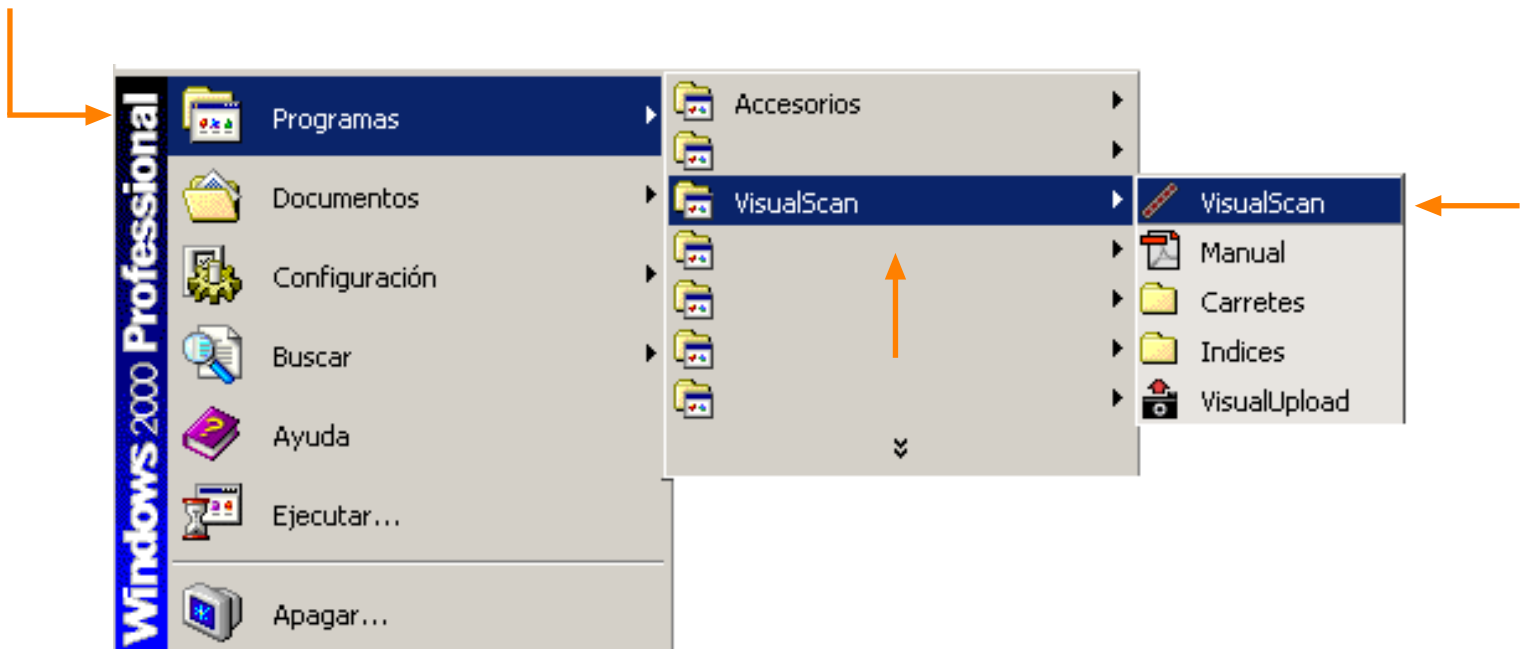 Windows 2000 Professional
Programas
Documentos
Configuración
Buscar
Ayuda
Ejecutar...
Apagar...
Accesorios
VisualScan
VisualScan
Manual
Carretes
Indices
VisualUpload